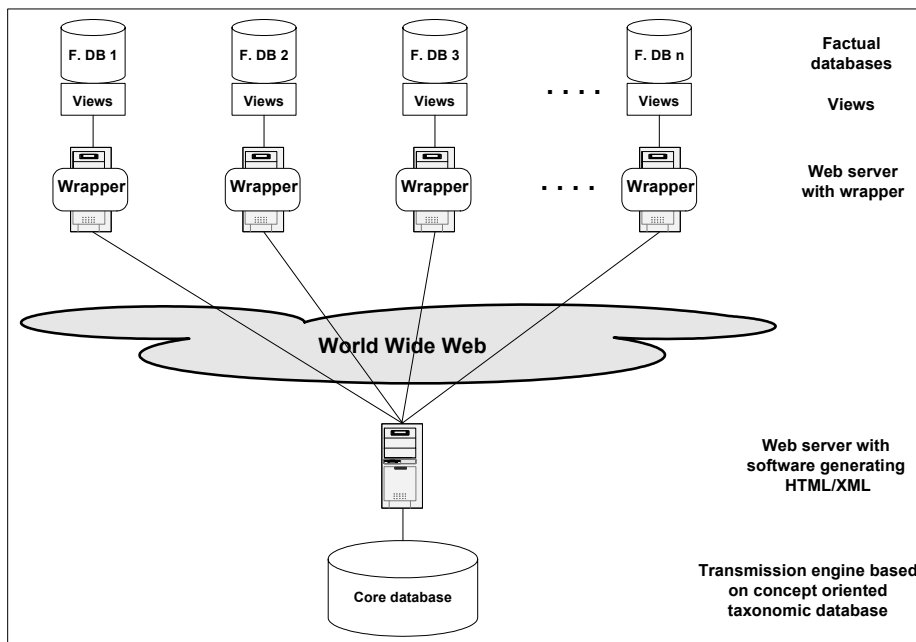 F. DB 1
F. DB 2
F. DB 3
F. DB n
Factual
databases
Views
Views
Views
. . . .
Views
Views
Wrapper
Wrapper
Wrapper
. . . .
Wrapper
Web server
with wrapper
World Wide Web
Web server with
software generating
HTML/XML
Core database
Transmission engine based
on concept oriented
taxonomic database